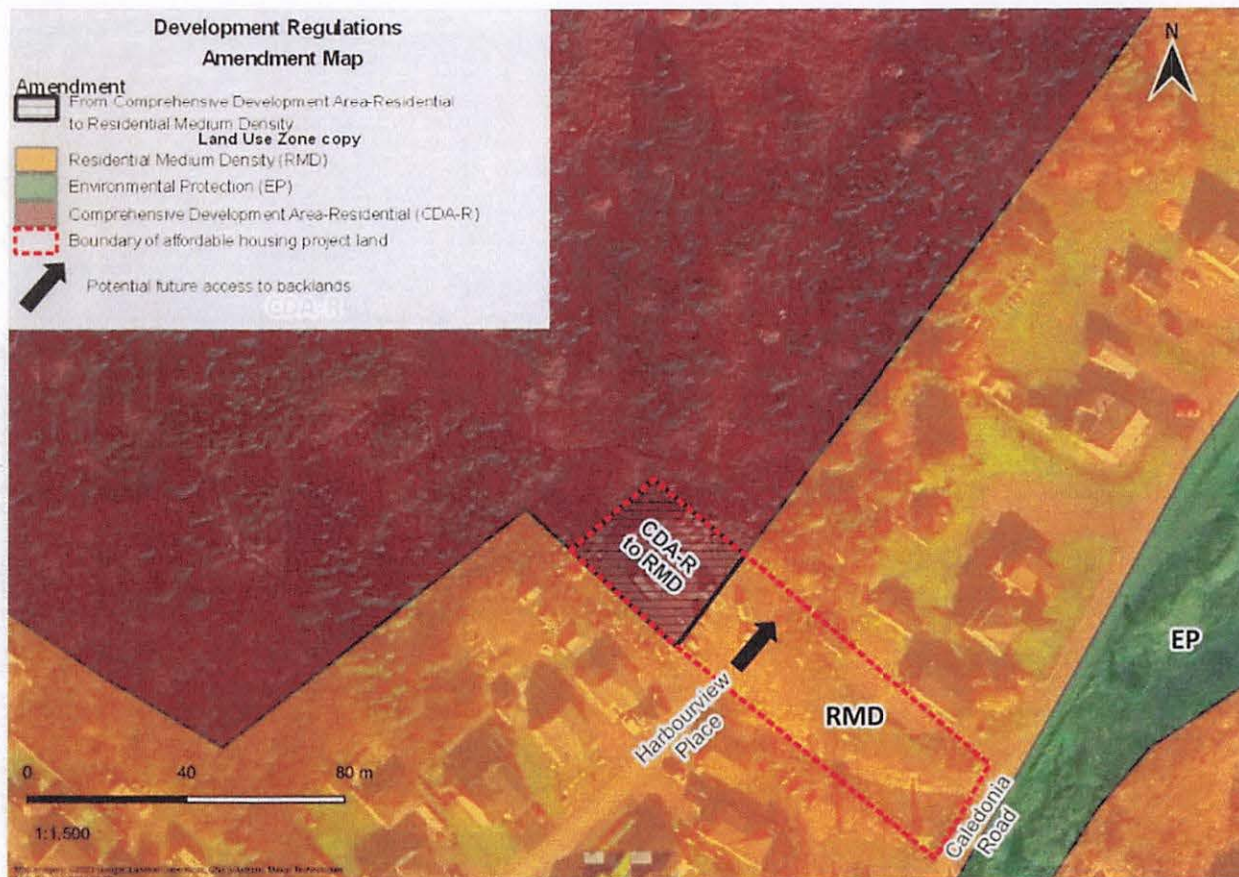 Development Regulations
Amendment Map
Amendment
From Comprehensive Development Area-Residential
to Residential Medium Density
Land Use Zone copy
Residential Medium Density (RMD)
Environmental Protection (EP)
Comprehensive Development Area-Residential (CDA-R)
Boundary of affordable housing project land
Potential future access to backlands
CDA-R
N
CDA-R
to RMD
Harbourview
Place
RMD
EP
Caledonia
Road
0 40 80 m
1:1,500